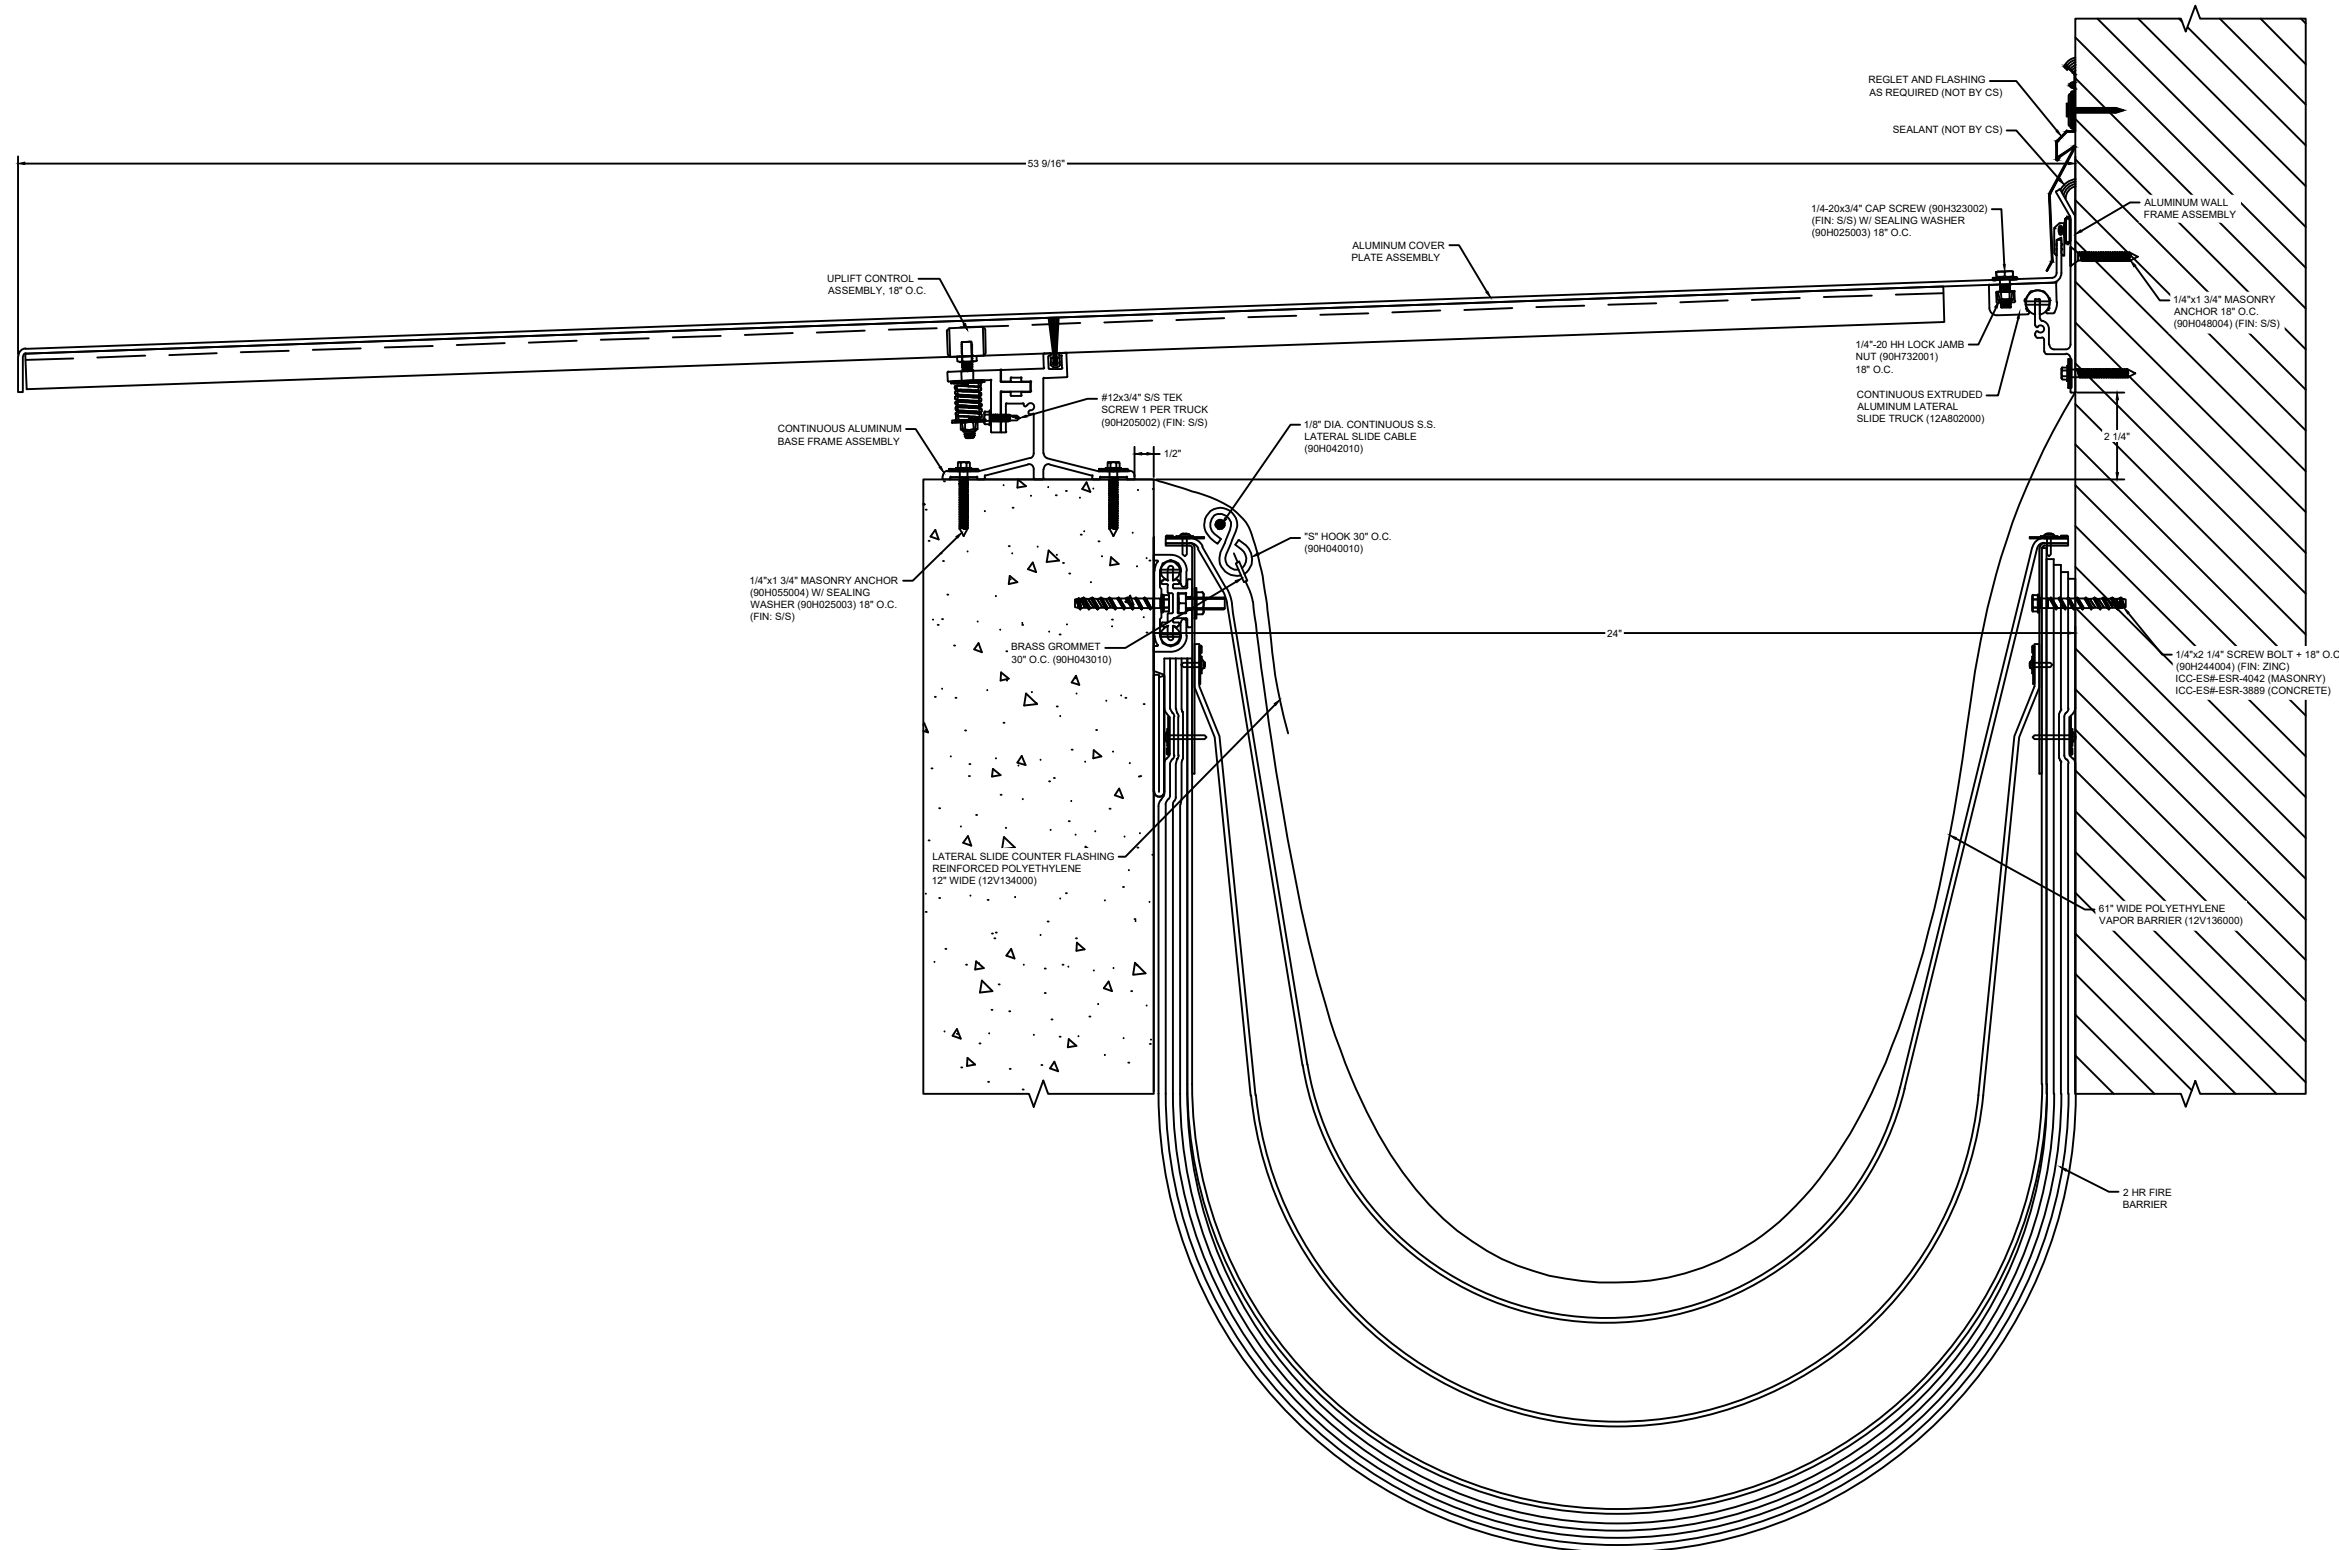 REGLET AND FLASHING
AS REQUIRED (NOT BY CS)
SEALANT (NOT BY CS)
53 9/16"
1/4-20x3/4" CAP SCREW (90H323002)
(FIN: S/S) W/ SEALING WASHER
(90H025003) 18" O.C.
ALUMINUM WALL
FRAME ASSEMBLY
ALUMINUM COVER
PLATE ASSEMBLY
UPLIFT CONTROL
ASSEMBLY, 18" O.C.
1/4"x1 3/4" MASONRY
ANCHOR 18" O.C.
(90H048004) (FIN: S/S)
1/4"-20 HH LOCK JAMB
NUT (90H732001)
18" O.C.
CONTINUOUS EXTRUDED
ALUMINUM LATERAL
SLIDE TRUCK (12A802000)
#12x3/4" S/S TEK
SCREW 1 PER TRUCK
(90H205002) (FIN: S/S)
CONTINUOUS ALUMINUM
BASE FRAME ASSEMBLY
1/8" DIA. CONTINUOUS S.S.
LATERAL SLIDE CABLE
(90H042010)
2 1/4"
1/2"
"S" HOOK 30" O.C.
(90H040010)
1/4"x1 3/4" MASONRY ANCHOR
(90H055004) W/ SEALING
WASHER (90H025003) 18" O.C.
(FIN: S/S)
24"
BRASS GROMMET
30" O.C. (90H043010)
1/4"x2 1/4" SCREW BOLT + 18" O.C
(90H244004) (FIN: ZINC)
ICC-ES#-ESR-4042 (MASONRY)
ICC-ES#-ESR-3889 (CONCRETE)
LATERAL SLIDE COUNTER FLASHING
REINFORCED POLYETHYLENE
12" WIDE (12V134000)
61" WIDE POLYETHYLENE
VAPOR BARRIER (12V136000)
2 HR FIRE
BARRIER